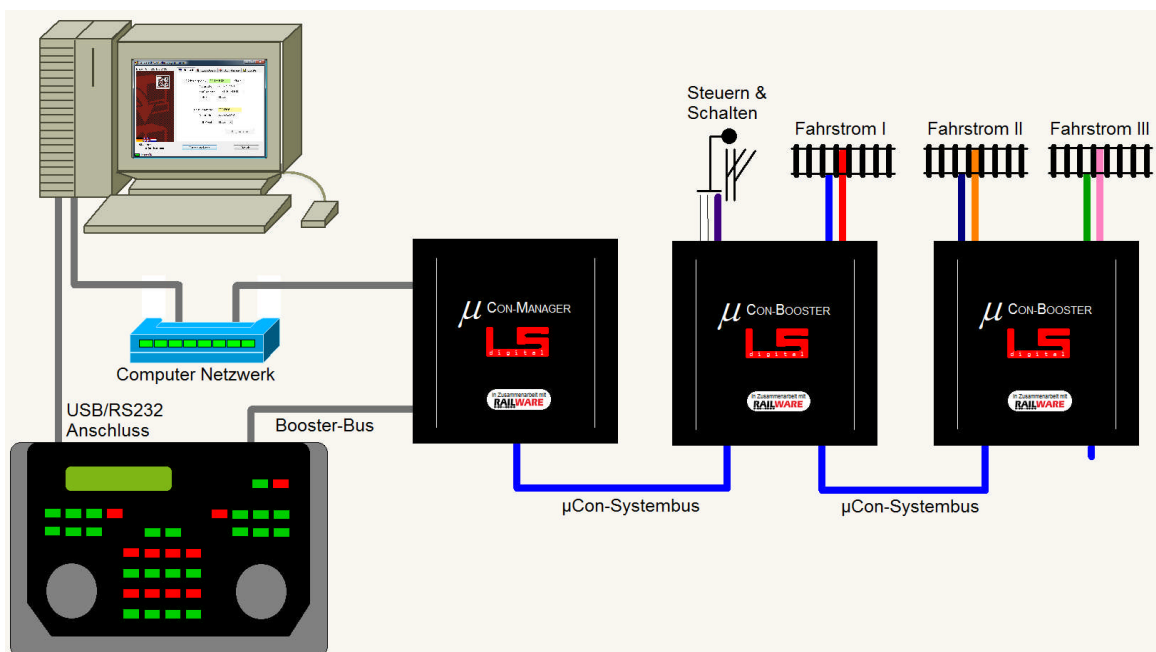 Steuern &
Schalten
Fahrstrom I
Fahrstrom II
Fahrstrom III
µ CON-MANAGER
LS
digital
in Zusammenarbeit mit
RAILWARE
µ CON-BOOSTER
LS
digital
in Zusammenarbeit mit
RAILWARE
µ CON-BOOSTER
LS
digital
in Zusammenarbeit mit
RAILWARE
Computer Netzwerk
USB/RS232
Anschluss
Booster-Bus
µCon-Systembus
µCon-Systembus